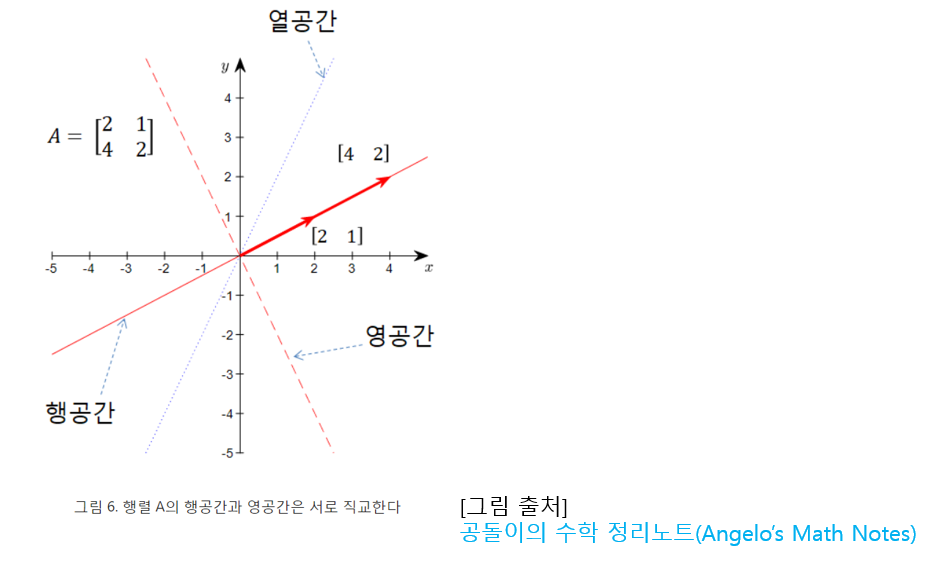 열공간
y
4
A = [2 1
4 2]
3
[4 2]
2
1
[2 1]
-5 -4 -3 -2 -1 1 2 3 4 x
-1
-2
영공간
-3
행공간
-4
-5
그림 6. 행렬 A의 행공간과 영공간은 서로 직교한다
[그림 출처]
공돌이의 수학 정리노트(Angelo's Math Notes)